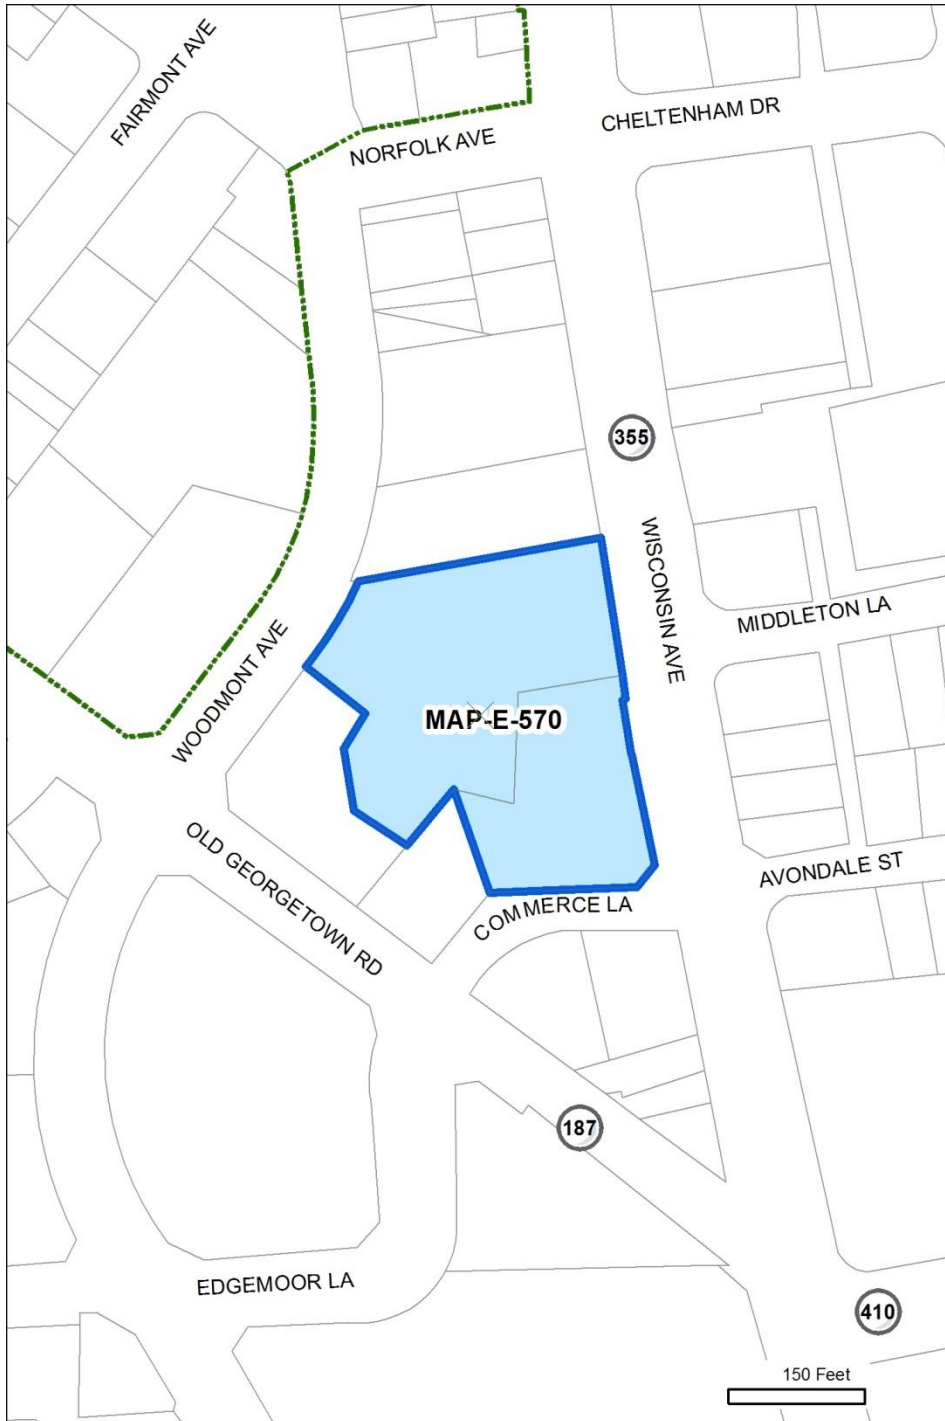 FAIRMONT AVE
NORFOLK AVE
CHELTENHAM DR
355
WISCONSIN AVE
MIDDLETON LA
WOODMONT AVE
MAP-E-570
OLD GEORGETOWN RD
AVONDALE ST
COMMERCE LA
187
EDGEMOOR LA
410
150 Feet